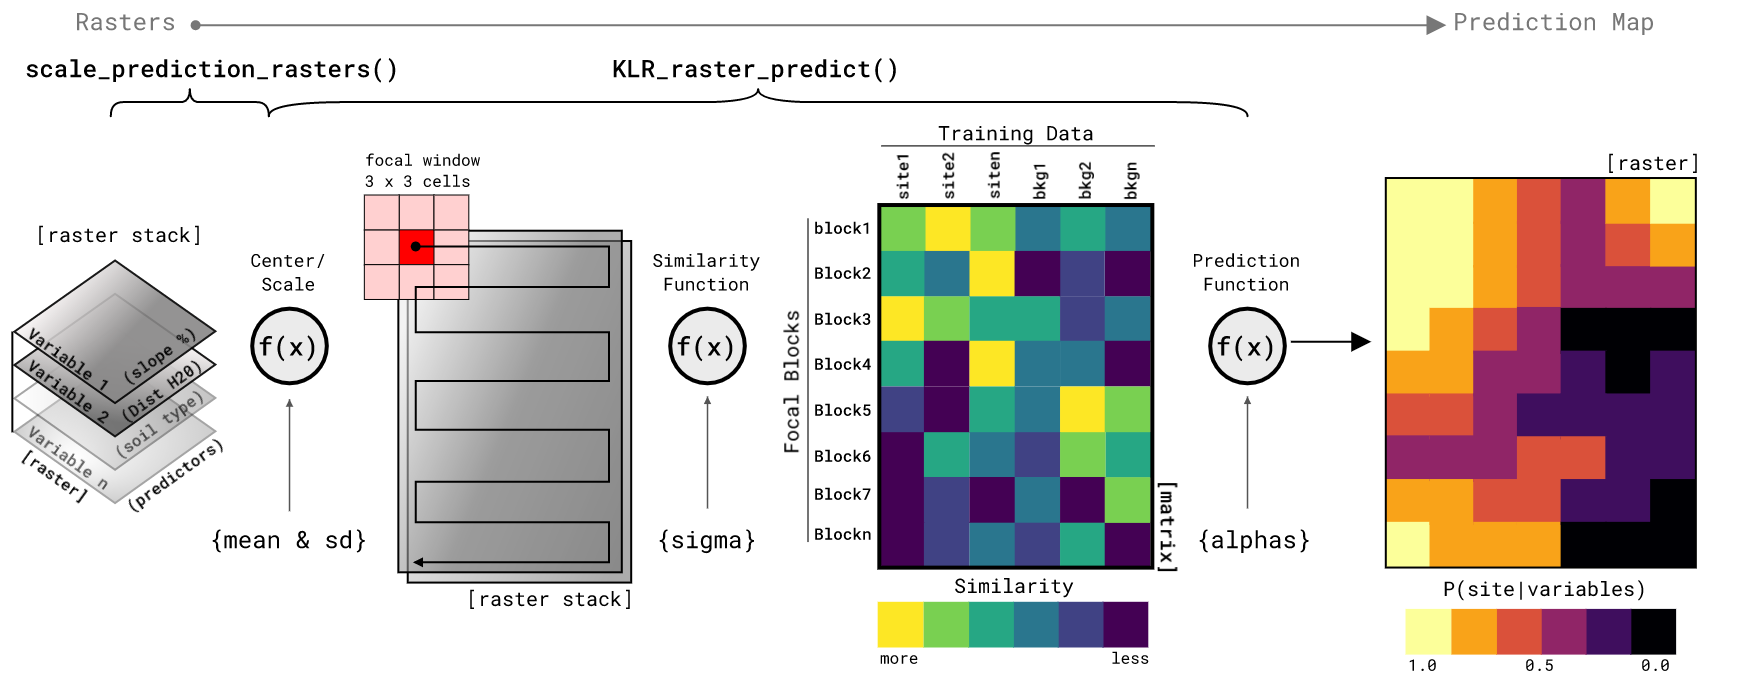 Rasters
Prediction Map
scale_prediction_rasters()
KLR_raster_predict()
[raster stack]
Variable 1
(slope %)
Variable 2
(Dist H20)
(soil type)
Variable n
[raster]
(predictors)
Center/
Scale
f(x)
{mean & sd}
focal window
3 x 3 cells
[raster stack]
Similarity
Function
f(x)
{sigma}
Training Data
site1
site2
siten
bkg1
bkg2
bkgn
Focal Blocks
block1
Block2
Block3
Block4
Block5
Block6
Block7
Blockn
[matrix]
Similarity
more
less
Prediction
Function
f(x)
{alphas}
[raster]
P(site|variables)
1.0
0.5
0.0